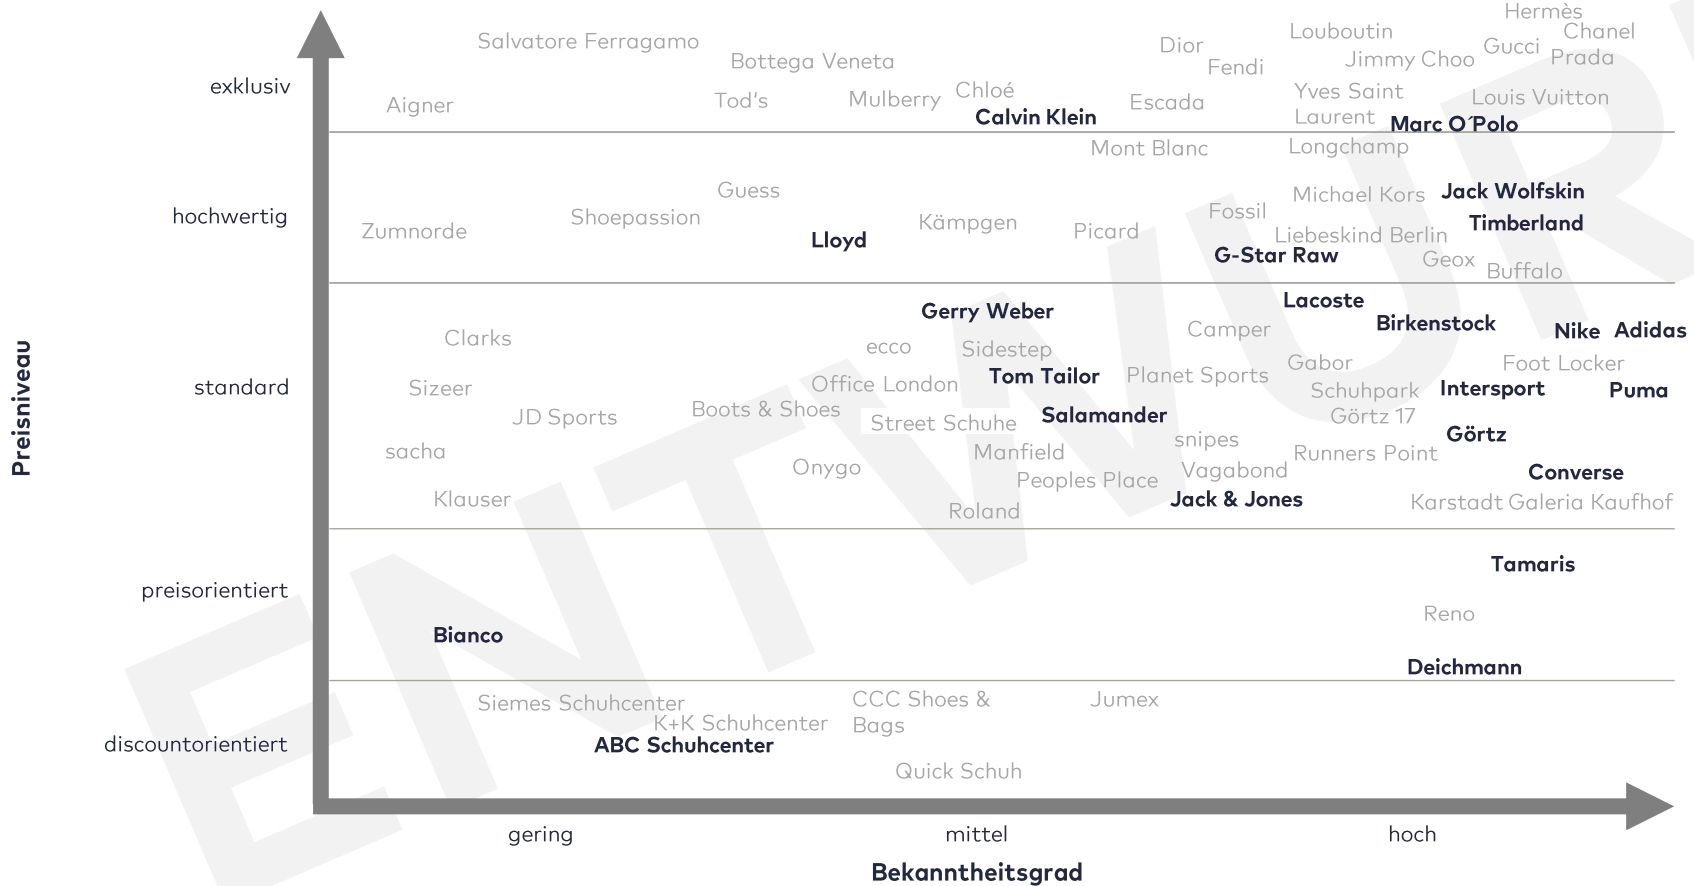 Hermès
Louboutin
Chanel
Salvatore Ferragamo
Dior
Gucci
Jimmy Choo
Prada
Bottega Veneta
Fendi
exklusiv
Chloé
Yves Saint
Laurent
Louis Vuitton
Aigner
Tod's
Mulberry
Escada
Calvin Klein
Marc O´Polo
Mont Blanc
Longchamp
Guess
Michael Kors
Jack Wolfskin
hochwertig
Shoepassion
Fossil
Zumnorde
Kämpgen
Picard
Timberland
Lloyd
Liebeskind Berlin
G-Star Raw
Geox
Buffalo
Lacoste
Gerry Weber
Birkenstock
Clarks
Camper
Nike
Adidas
ecco
Sidestep
Gabor
Foot Locker
Preisniveau
standard
Sizeer
Office London
Tom Tailor
Planet Sports
Schuhpark
Intersport
Puma
JD Sports
Boots & Shoes
Street Schuhe
Salamander
Görtz 17
snipes
Görtz
sacha
Manfield
Runners Point
Onygo
Peoples Place
Vagabond
Converse
Klauser
Jack & Jones
Karstadt Galeria Kaufhof
Roland
Tamaris
preisorientiert
Reno
Bianco
Deichmann
Siemes Schuhcenter
CCC Shoes &
Bags
Jumex
K+K Schuhcenter
discountorientiert
ABC Schuhcenter
Quick Schuh
gering
mittel
hoch
Bekanntheitsgrad
ENTWUR